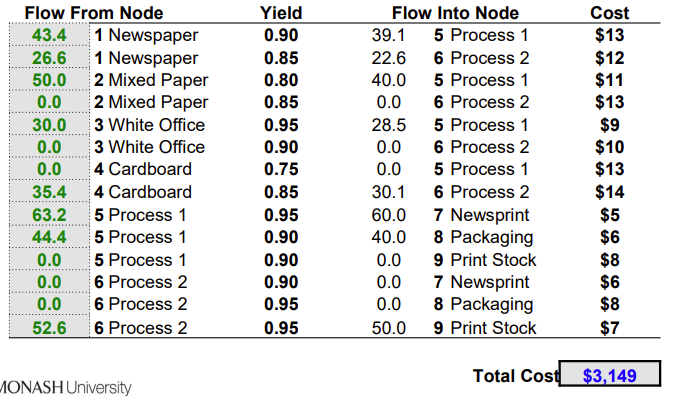 Flow From Node Yield Flow Into Node Cost
43.4 1 Newspaper 0.90 39.1 5 Process 1 $13
26.6 1 Newspaper 0.85 22.6 6 Process 2 $12
50.0 2 Mixed Paper 0.80 40.0 5 Process 1 $11
0.0 2 Mixed Paper 0.85 0.0 6 Process 2 $13
30.0 3 White Office 0.95 28.5 5 Process 1 $9
0.0 3 White Office 0.90 0.0 6 Process 2 $10
0.0 4 Cardboard 0.75 0.0 5 Process 1 $13
35.4 4 Cardboard 0.85 30.1 6 Process 2 $14
63.2 5 Process 1 0.95 60.0 7 Newsprint $5
44.4 5 Process 1 0.90 40.0 8 Packaging $6
0.0 5 Process 1 0.90 0.0 9 Print Stock $8
0.0 6 Process 2 0.90 0.0 7 Newsprint $6
0.0 6 Process 2 0.95 0.0 8 Packaging $8
52.6 6 Process 2 0.95 50.0 9 Print Stock $7
Total Cost $3,149
MONASH University